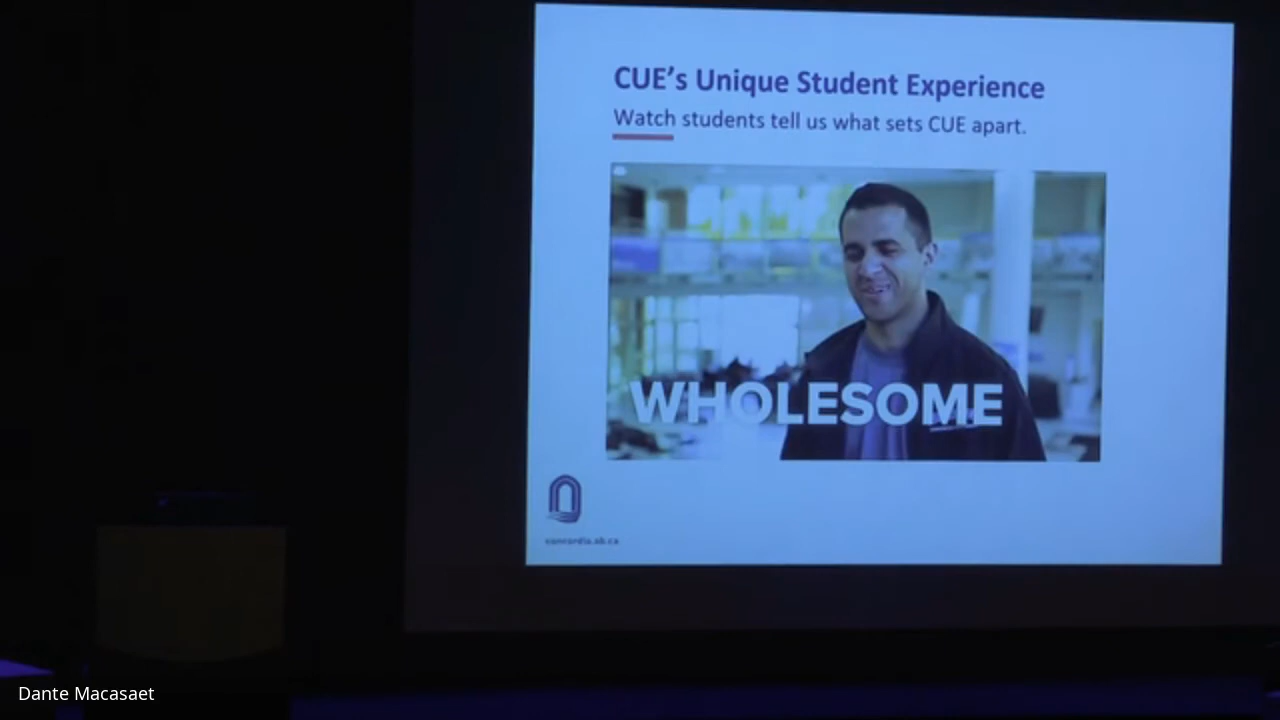 CUE's Unique Student Experience
Watch students tell us what sets CUE apart.
WHOLESOME
concordia.ab.ca
Dante Macasaet